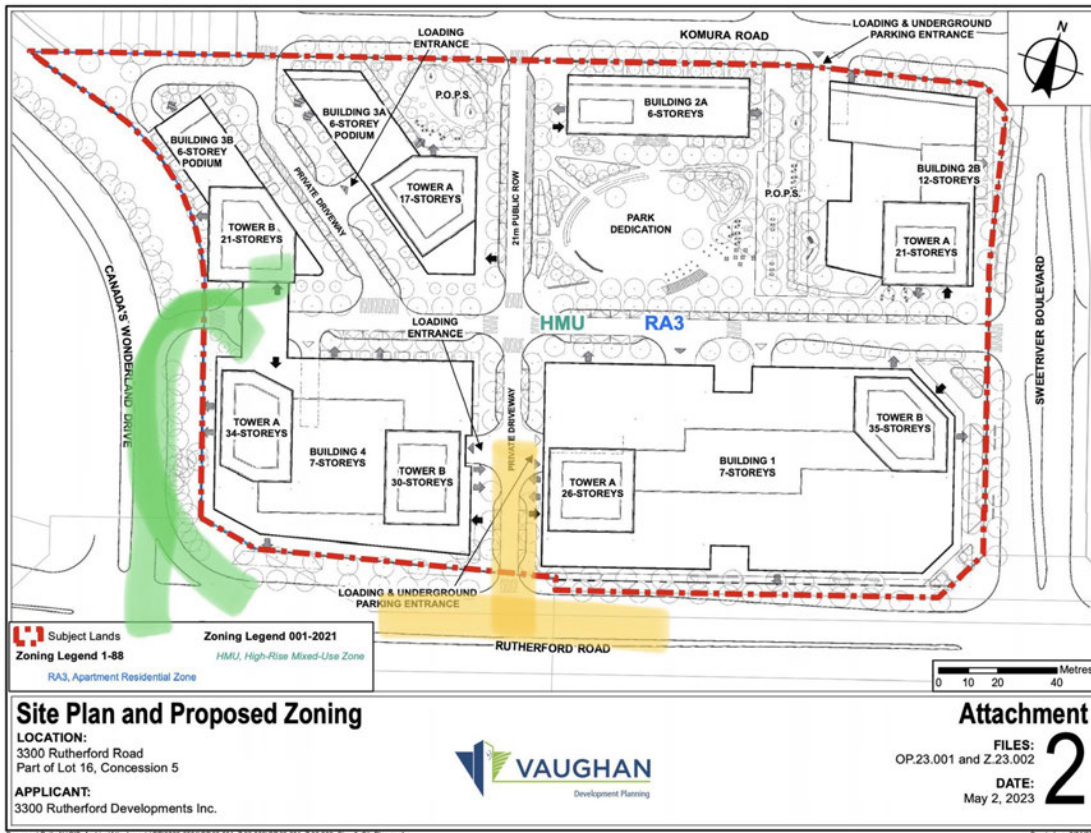 LOADING
ENTRANCE
KOMURA ROAD
LOADING & UNDERGROUND
PARKING ENTRANCE
N
P.O.P.S.
BUILDING 3A
6-STOREY
PODIUM
BUILDING 2A
6-STOREYS
BUILDING 3B
6-STOREY
PODIUM
PRIVATE DRIVEWAY
TOWER A
17-STOREYS
21m PUBLIC ROW
PARK
DEDICATION
P.O.P.S.
BUILDING 2B
12-STOREYS
TOWER B
21-STOREYS
TOWER A
21-STOREYS
CANADA'S WONDERLAND DRIVE
LOADING
ENTRANCE
HMU
RA3
SWEETRIVER BOULEVARD
TOWER A
34-STOREYS
BUILDING 4
7-STOREYS
TOWER B
30-STOREYS
PRIVATE DRIVEWAY
TOWER A
26-STOREYS
BUILDING 1
7-STOREYS
TOWER B
35-STOREYS
LOADING & UNDERGROUND
PARKING ENTRANCE
RUTHERFORD ROAD
Subject Lands
Zoning Legend 1-88
RA3, Apartment Residential Zone
Zoning Legend 001-2021
HMU, High-Rise Mixed-Use Zone
Metres
0 10 20 40
Site Plan and Proposed Zoning
LOCATION:
3300 Rutherford Road
Part of Lot 16, Concession 5
APPLICANT:
3300 Rutherford Developments Inc.
VAUGHAN
Development Planning
Attachment
FILES:
OP.23.001 and Z.23.002
DATE:
May 2, 2023
2